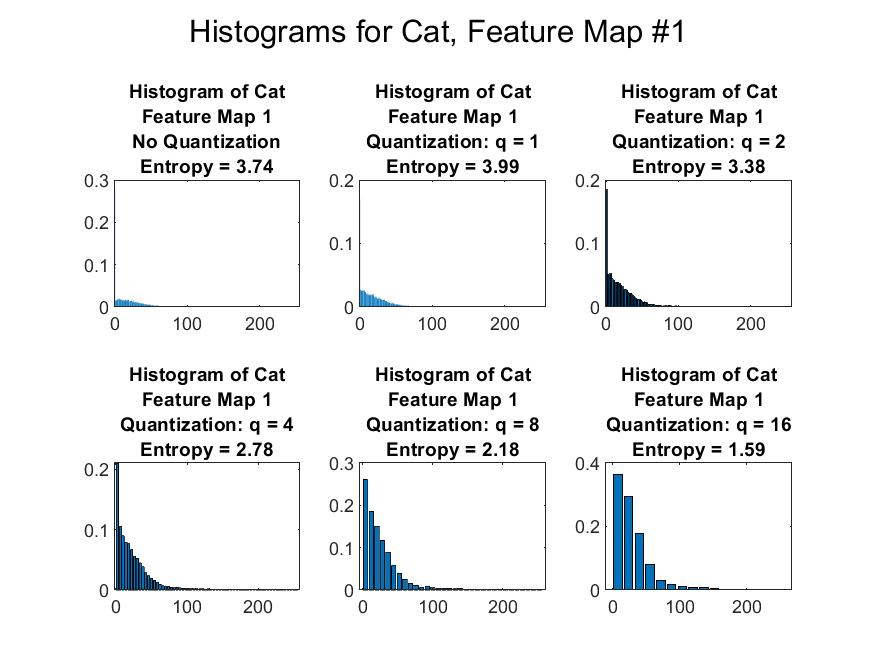 Histograms for Cat, Feature Map #1
Histogram of Cat
Feature Map 1
No Quantization
Entropy = 3.74
0.3
0.2
0.1
0
0 100 200
Histogram of Cat
Feature Map 1
Quantization: q = 1
Entropy = 3.99
0.2
0.1
0
0 100 200
Histogram of Cat
Feature Map 1
Quantization: q = 2
Entropy = 3.38
0.2
0.1
0
0 100 200
Histogram of Cat
Feature Map 1
Quantization: q = 4
Entropy = 2.78
0.2
0.1
0
0 100 200
Histogram of Cat
Feature Map 1
Quantization: q = 8
Entropy = 2.18
0.3
0.2
0.1
0
0 100 200
Histogram of Cat
Feature Map 1
Quantization: q = 16
Entropy = 1.59
0.4
0.2
0
0 100 200